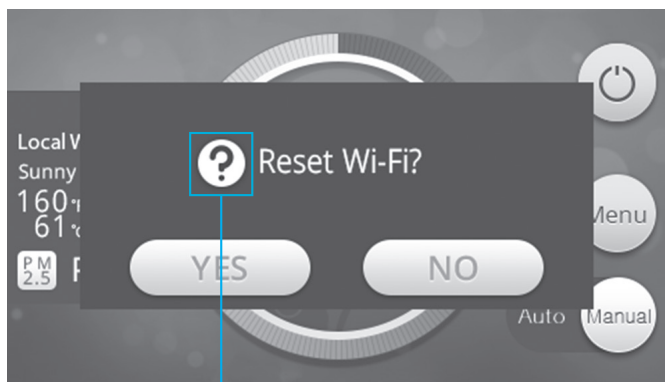 Reset Wi-Fi?
YES
NO
Local
Sunny
160
61
PM
2.5
Menu
Auto
Manual